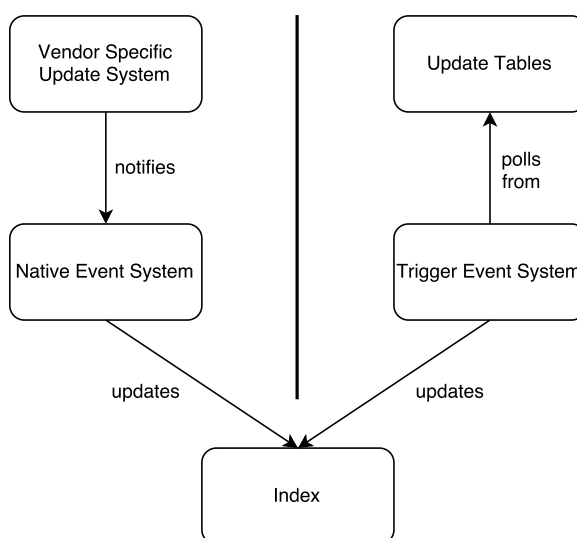 Vendor Specific
Update System
Update Tables
notifies
polls
from
Native Event System
Trigger Event System
updates
updates
Index